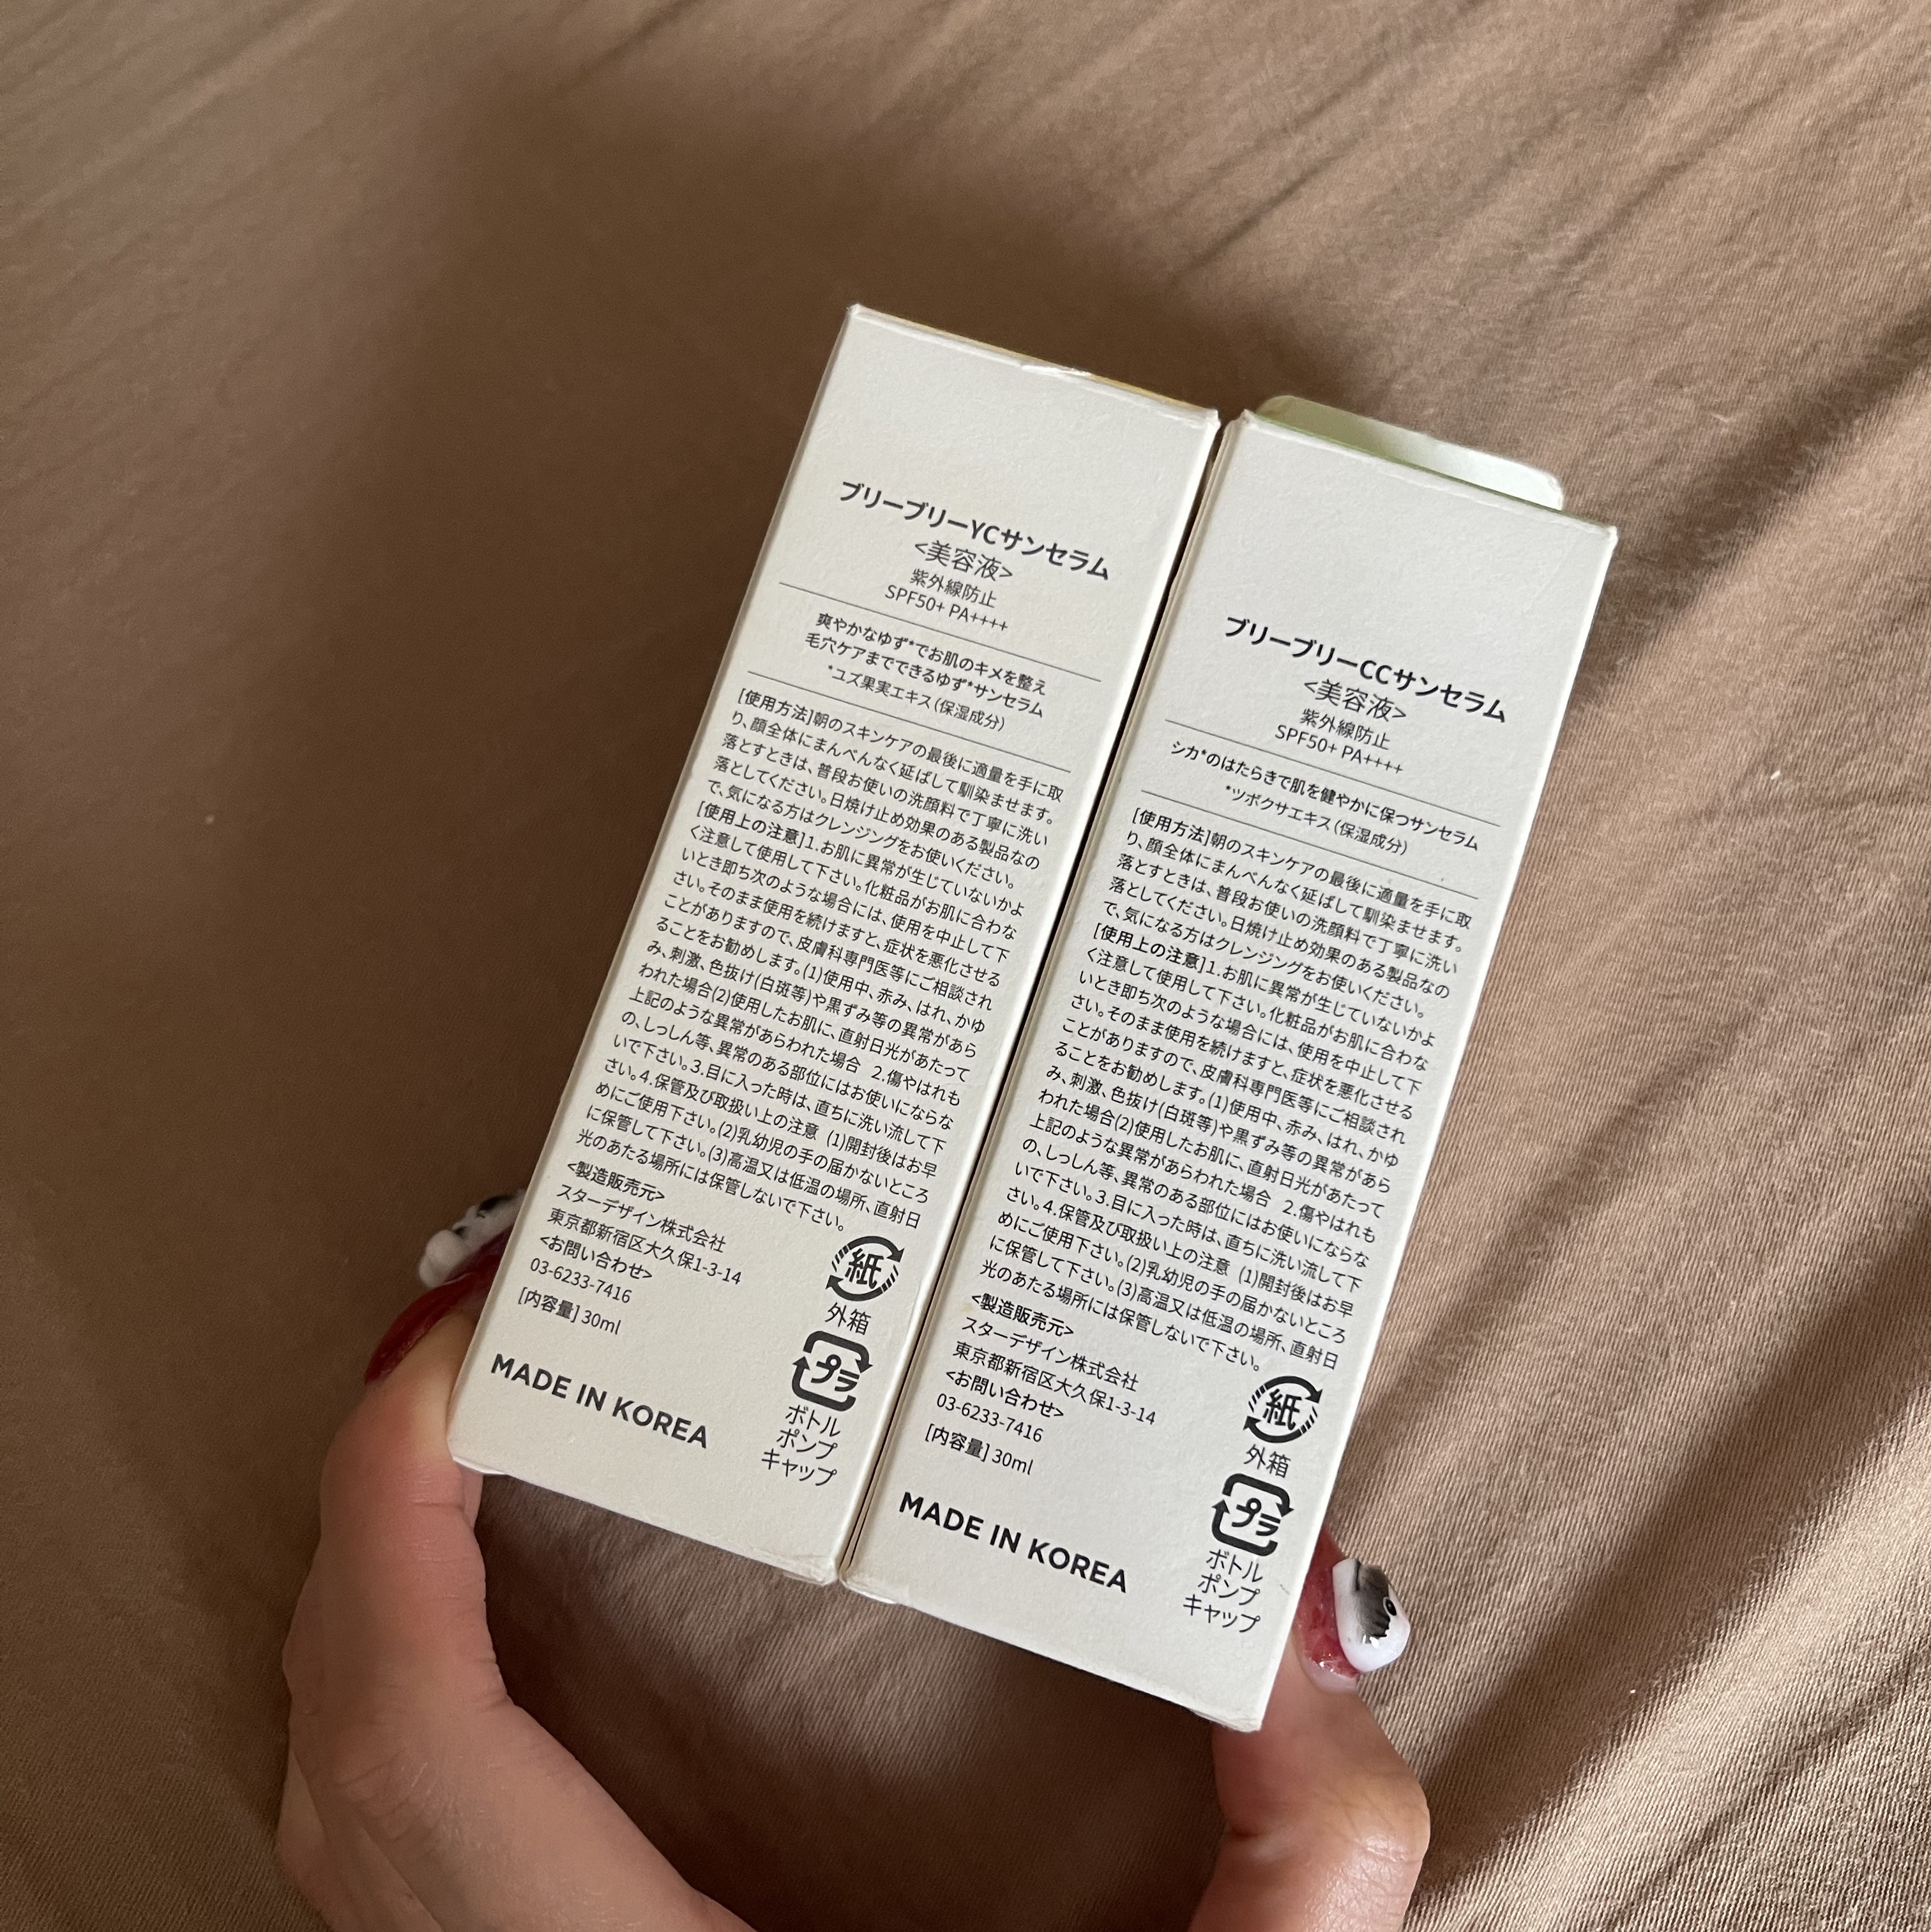 ブリーブリーYCサンセラム
<美容液>
紫外線防止
SPF50+ PA++++
爽やかなゆず*でお肌のキメを整え
毛穴ケアまでできるゆず*サンセラム
*ユズ果実エキス(保湿成分)
[使用方法]朝のスキンケアの最後に適量を手に取
り、顔全体にまんべんなく延ばして馴染ませます。
落とすときは、普段お使いの洗顔料で丁寧に洗い
落としてください。日焼け止め効果のある製品なの
で、気になる方はクレンジングをお使いください。
[使用上の注意]1.お肌に異常が生じていないかよ
く注意して使用して下さい。化粧品がお肌に合わな
いとき即ち次のような場合には、使用を中止して下
さい。そのまま使用を続けますと、症状を悪化させる
ことがありますので、皮膚科専門医等にご相談され
ることをお勧めします。(1)使用中、赤み、はれ、かゆ
み、刺激、色抜け(白斑等)や黒ずみ等の異常があら
われた場合(2)使用したお肌に、直射日光があたって
上記のような異常があらわれた場合 2.傷やはれも
の、しっしん等、異常のある部位にはお使いにならな
いで下さい。3.目に入った時は、直ちに洗い流して下
さい。4.保管及び取扱い上の注意 (1)開封後はお早
めにご使用下さい。(2)乳幼児の手の届かないところ
に保管して下さい。(3)高温又は低温の場所、直射日
光のあたる場所には保管しないで下さい。
<製造販売元>
スターデザイン株式会社
東京都新宿区大久保1-3-14
<お問い合わせ>
03-6233-7416
[内容量] 30ml
MADE IN KOREA
紙
外箱
プラ
ボトル
ポンプ
キャップ
ブリーブリーCCサンセラム
<美容液>
紫外線防止
SPF50+ PA++++
シカ*のはたらきで肌を健やかに保つサンセラム
*ツボクサエキス(保湿成分)
[使用方法]朝のスキンケアの最後に適量を手に取
り、顔全体にまんべんなく延ばして馴染ませます。
落とすときは、普段お使いの洗顔料で丁寧に洗い
落としてください。日焼け止め効果のある製品なの
で、気になる方はクレンジングをお使いください。
[使用上の注意]1.お肌に異常が生じていないかよ
く注意して使用して下さい。化粧品がお肌に合わな
いとき即ち次のような場合には、使用を中止して下
さい。そのまま使用を続けますと、症状を悪化させる
ことがありますので、皮膚科専門医等にご相談され
ることをお勧めします。(1)使用中、赤み、はれ、かゆ
み、刺激、色抜け(白斑等)や黒ずみ等の異常があら
われた場合(2)使用したお肌に、直射日光があたって
上記のような異常があらわれた場合 2.傷やはれも
の、しっしん等、異常のある部位にはお使いにならな
いで下さい。3.目に入った時は、直ちに洗い流して下
さい。4.保管及び取扱い上の注意 (1)開封後はお早
めにご使用下さい。(2)乳幼児の手の届かないところ
に保管して下さい。(3)高温又は低温の場所、直射日
光のあたる場所には保管しないで下さい。
<製造販売元>
スターデザイン株式会社
東京都新宿区大久保1-3-14
<お問い合わせ>
03-6233-7416
[内容量] 30ml
MADE IN KOREA
紙
外箱
プラ
ボトル
ポンプ
キャップ